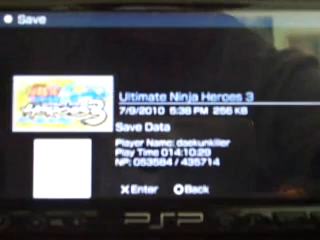 Save
Ultimate Ninja Heroes 3
7/9/2010 5:38 PM 256 KB
Save Data
Player Name: daekunkiller
Play Time 014:10:29
NP: 053584 / 435714
Enter Back
PSP